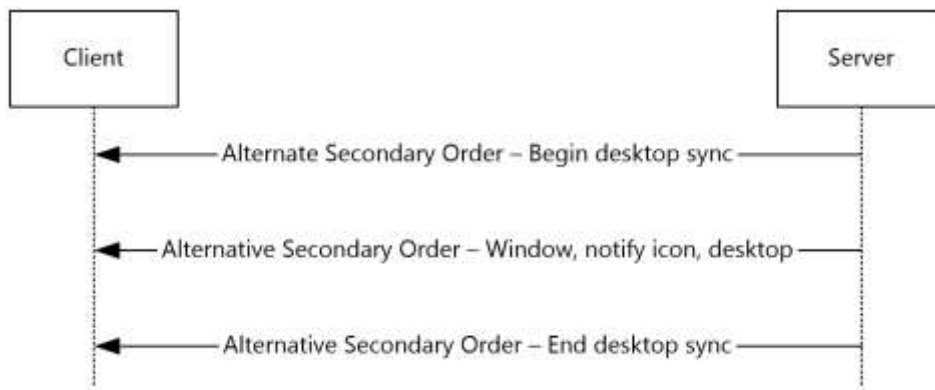 Client
Server
Alternate Secondary Order – Begin desktop sync
Alternative Secondary Order – Window, notify icon, desktop
Alternative Secondary Order – End desktop sync